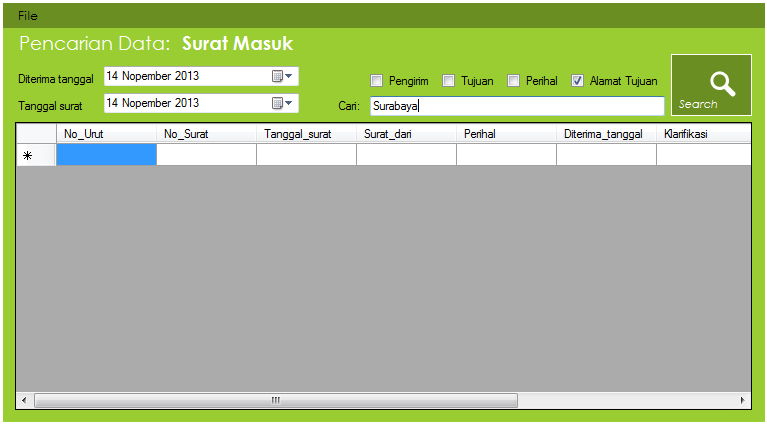 File
Pencarian Data: Surat Masuk
Diterima tanggal 14 Nopember 2013
Pengirim Tujuan Perihal Alamat Tujuan
Tanggal surat 14 Nopember 2013
Cari: Surabaya
Search
No_Urut No_Surat Tanggal_surat Surat_dari Perihal Diterima_tanggal Klarifikasi